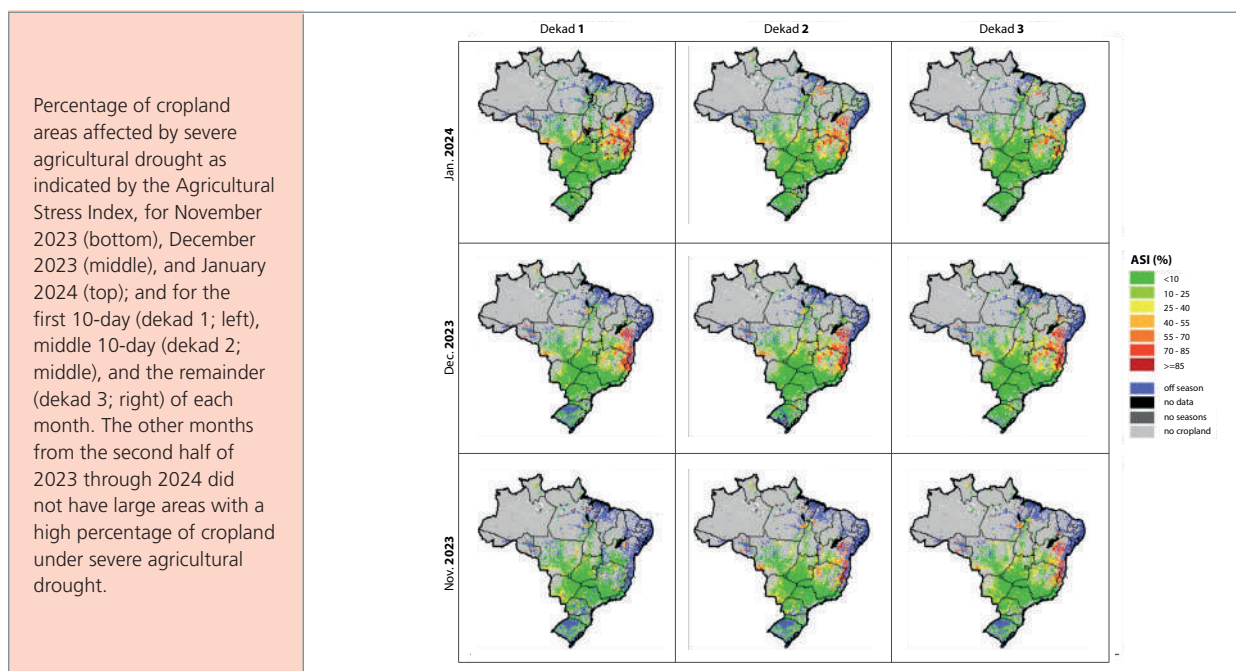 Percentage of cropland
areas affected by severe
agricultural drought as
indicated by the Agricultural
Stress Index, for November
2023 (bottom), December
2023 (middle), and January
2024 (top); and for the
first 10-day (dekad 1; left),
middle 10-day (dekad 2;
middle), and the remainder
(dekad 3; right) of each
month. The other months
from the second half of
2023 through 2024 did
not have large areas with a
high percentage of cropland
under severe agricultural
drought.
Dekad 1
Dekad 2
Dekad 3
Jan. 2024
Dec. 2023
Nov. 2023
ASI (%)
<10
10 - 25
25 - 40
40 - 55
55 - 70
70 - 85
>=85
off season
no data
no seasons
no cropland